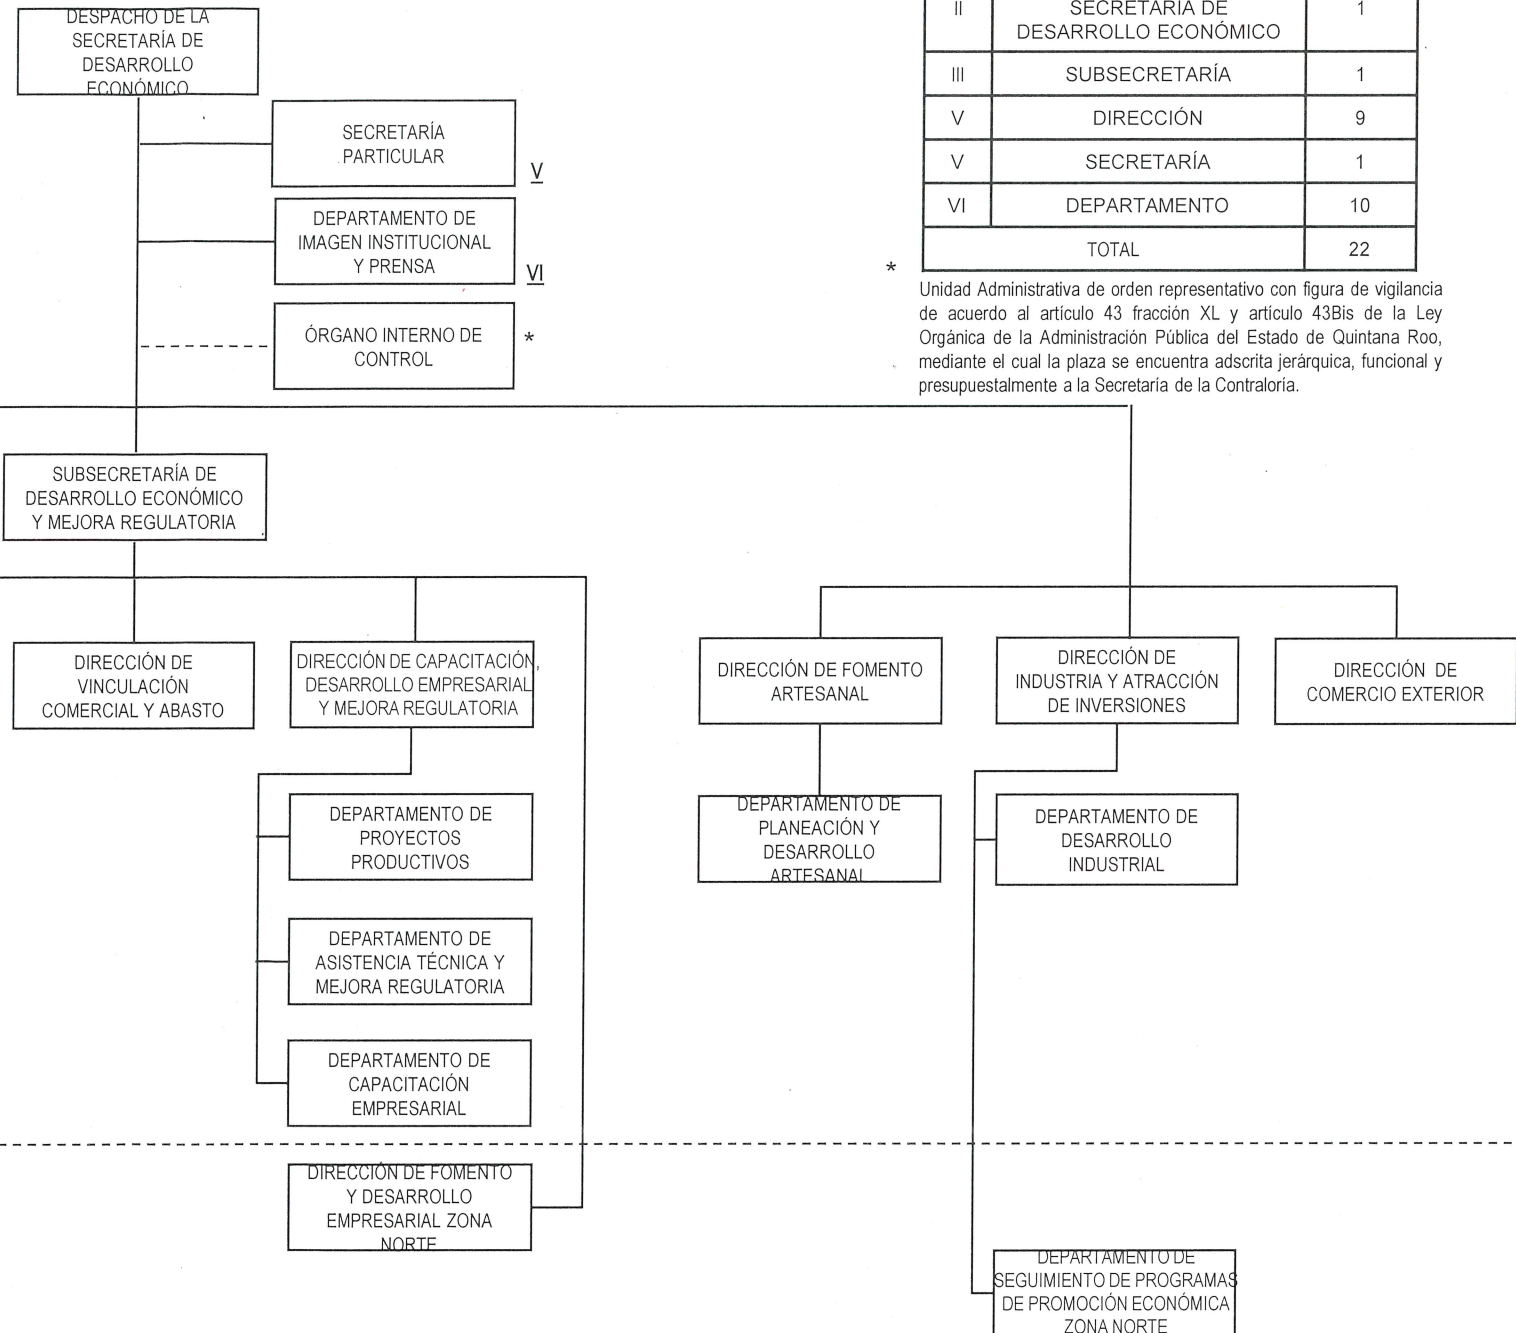 DESPACHO DE LA
SECRETARÍA DE
DESARROLLO
ECONÓMICO
SECRETARÍA
PARTICULAR
V
DEPARTAMENTO DE
IMAGEN INSTITUCIONAL
Y PRENSA
VI
ÓRGANO INTERNO DE
CONTROL
*
II SECRETARÍA DE 1
DESARROLLO ECONÓMICO
III SUBSECRETARÍA 1
V DIRECCIÓN 9
V SECRETARÍA 1
VI DEPARTAMENTO 10
TOTAL 22
*
Unidad Administrativa de orden representativo con figura de vigilancia
de acuerdo al artículo 43 fracción XL y artículo 43Bis de la Ley
Orgánica de la Administración Pública del Estado de Quintana Roo,
mediante el cual la plaza se encuentra adscrita jerárquica, funcional y
presupuestalmente a la Secretaría de la Contraloría.
SUBSECRETARÍA DE
DESARROLLO ECONÓMICO
Y MEJORA REGULATORIA
DIRECCIÓN DE
VINCULACIÓN
COMERCIAL Y ABASTO
DIRECCIÓN DE CAPACITACIÓN,
DESARROLLO EMPRESARIAL
Y MEJORA REGULATORIA
DIRECCIÓN DE FOMENTO
ARTESANAL
DIRECCIÓN DE
INDUSTRIA Y ATRACCIÓN
DE INVERSIONES
DIRECCIÓN DE
COMERCIO EXTERIOR
DEPARTAMENTO DE
PROYECTOS
PRODUCTIVOS
DEPARTAMENTO DE
PLANEACIÓN Y
DESARROLLO
ARTESANAL
DEPARTAMENTO DE
DESARROLLO
INDUSTRIAL
DEPARTAMENTO DE
ASISTENCIA TÉCNICA Y
MEJORA REGULATORIA
DEPARTAMENTO DE
CAPACITACIÓN
EMPRESARIAL
DIRECCIÓN DE FOMENTO
Y DESARROLLO
EMPRESARIAL ZONA
NORTE
DEPARTAMENTO DE
SEGUIMIENTO DE PROGRAMAS
DE PROMOCIÓN ECONÓMICA
ZONA NORTE